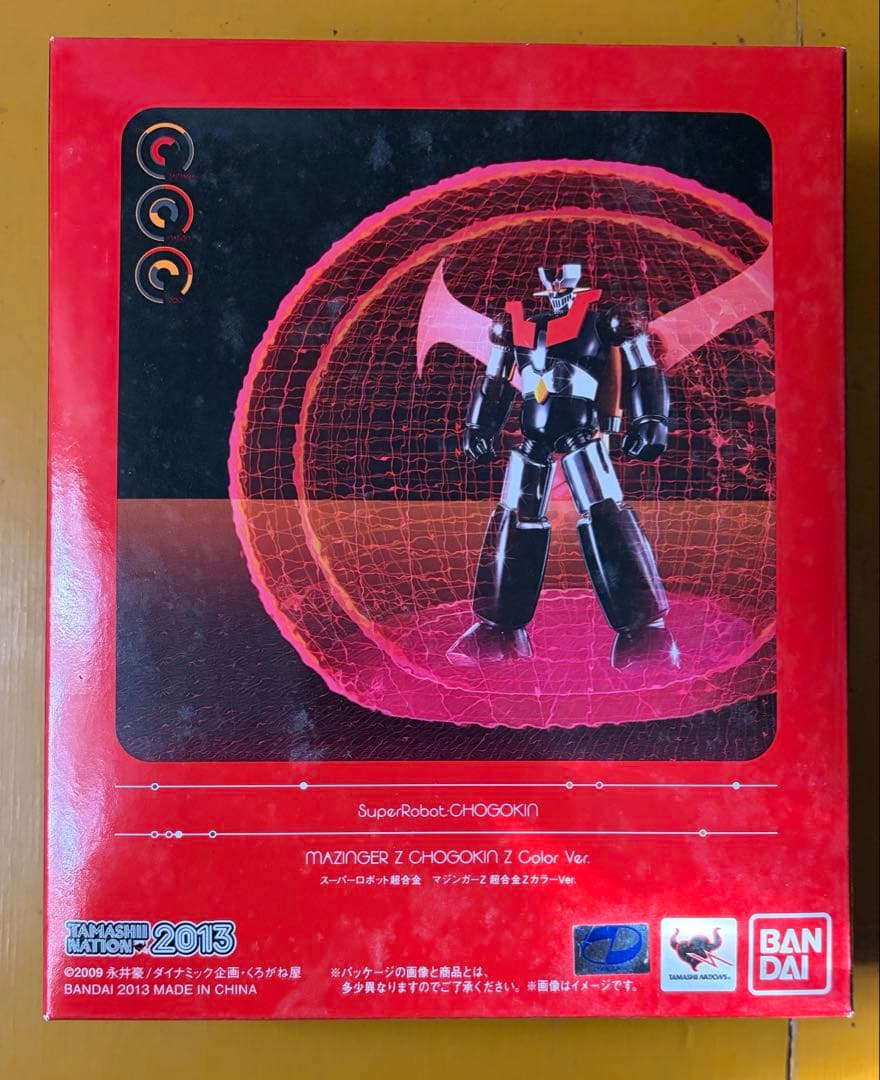 SuperRobot-CHOGOKIN
MAZINGER Z CHOGOKIN Z Color Ver.
スーパーロボット超合金 マジンガーZ 超合金ZカラーVer.
TAMASHII
NATION 2013
©2009 永井豪/ダイナミック企画・くろがね屋
BANDAI 2013 MADE IN CHINA
※パッケージの画像と商品とは、
多少異なりますのでご了承ください。※画像はイメージです。
TAMASHII NATIONS
BAN
DAI